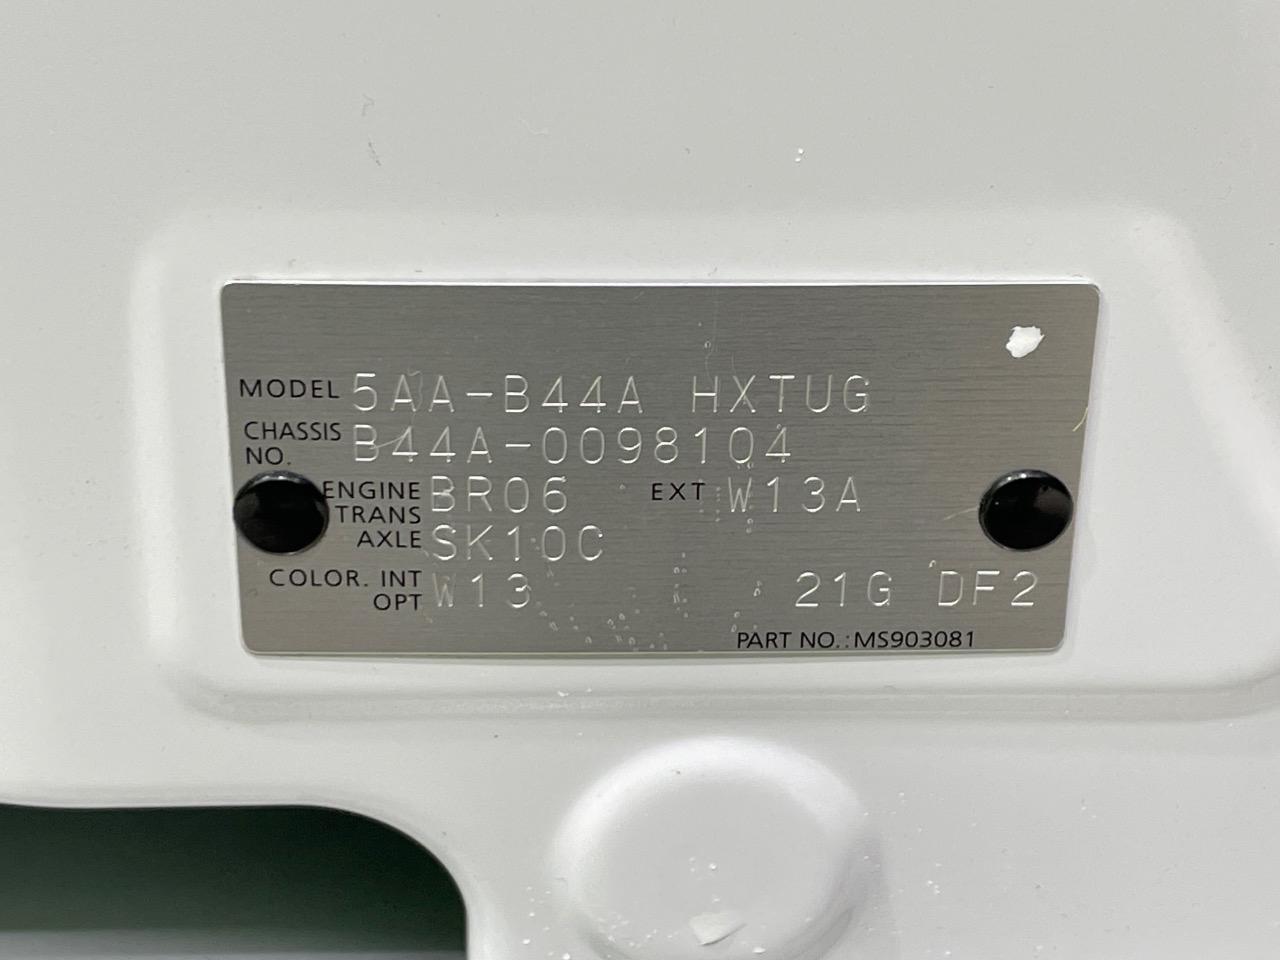 MODEL 5AA-B44A HXTUG
CHASSIS NO. B44A-0098104
ENGINE BR06 EXT W13A
TRANS AXLE SK10C
COLOR. INT OPT W13 21G DF2
PART NO.:MS903081